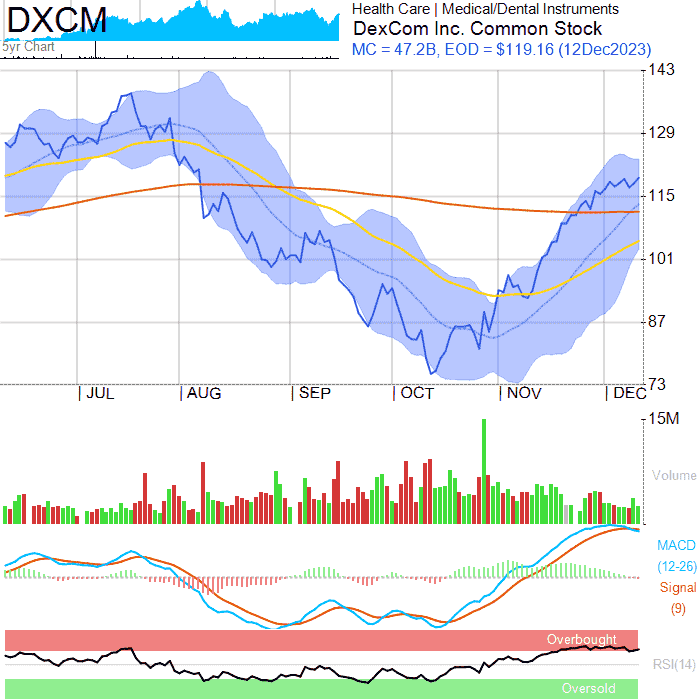 DXCM
5yr Chart
Health Care | Medical/Dental Instruments
DexCom Inc. Common Stock
MC = 47.2B, EOD = $119.16 (12Dec2023)
143
129
115
101
87
73
JUL AUG SEP OCT NOV DEC
15M
Volume
MACD
(12-26)
Signal
(9)
Overbought
RSI(14)
Oversold